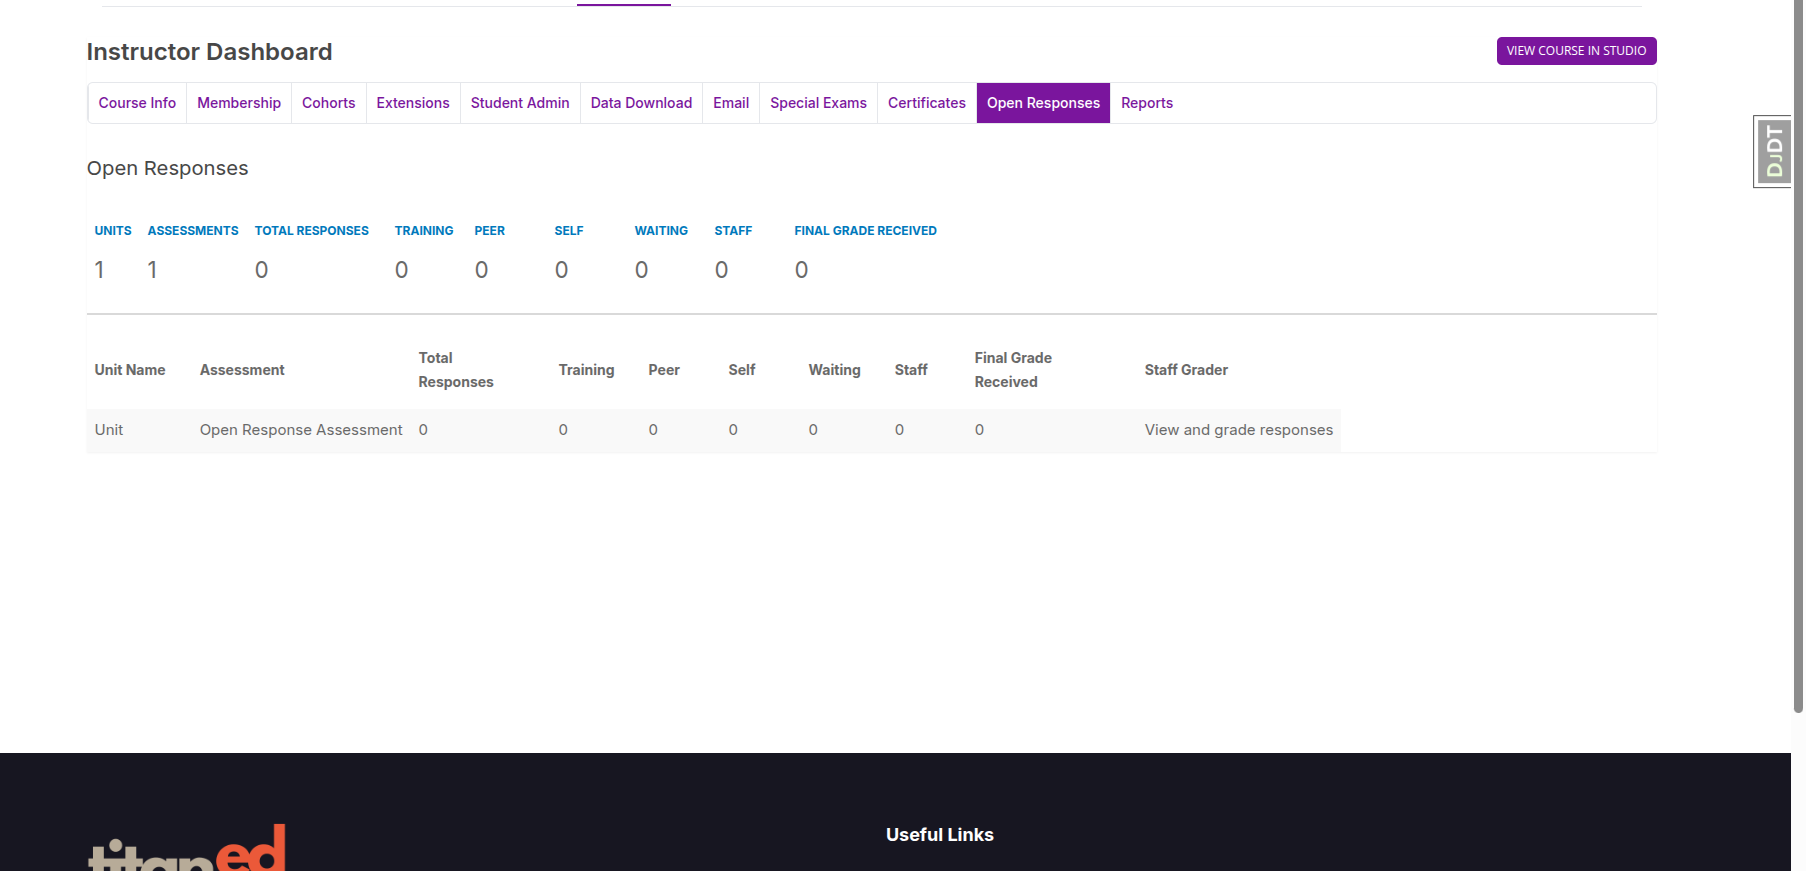 Instructor Dashboard
VIEW COURSE IN STUDIO
Course Info Membership Cohorts Extensions Student Admin Data Download Email Special Exams Certificates Open Responses Reports
DJDT
Open Responses
UNITS ASSESSMENTS TOTAL RESPONSES TRAINING PEER SELF WAITING STAFF FINAL GRADE RECEIVED
1 1 0 0 0 0 0 0 0
Unit Name Assessment Total Responses Training Peer Self Waiting Staff Final Grade Received Staff Grader
Unit Open Response Assessment 0 0 0 0 0 0 0 View and grade responses
titaned
Useful Links